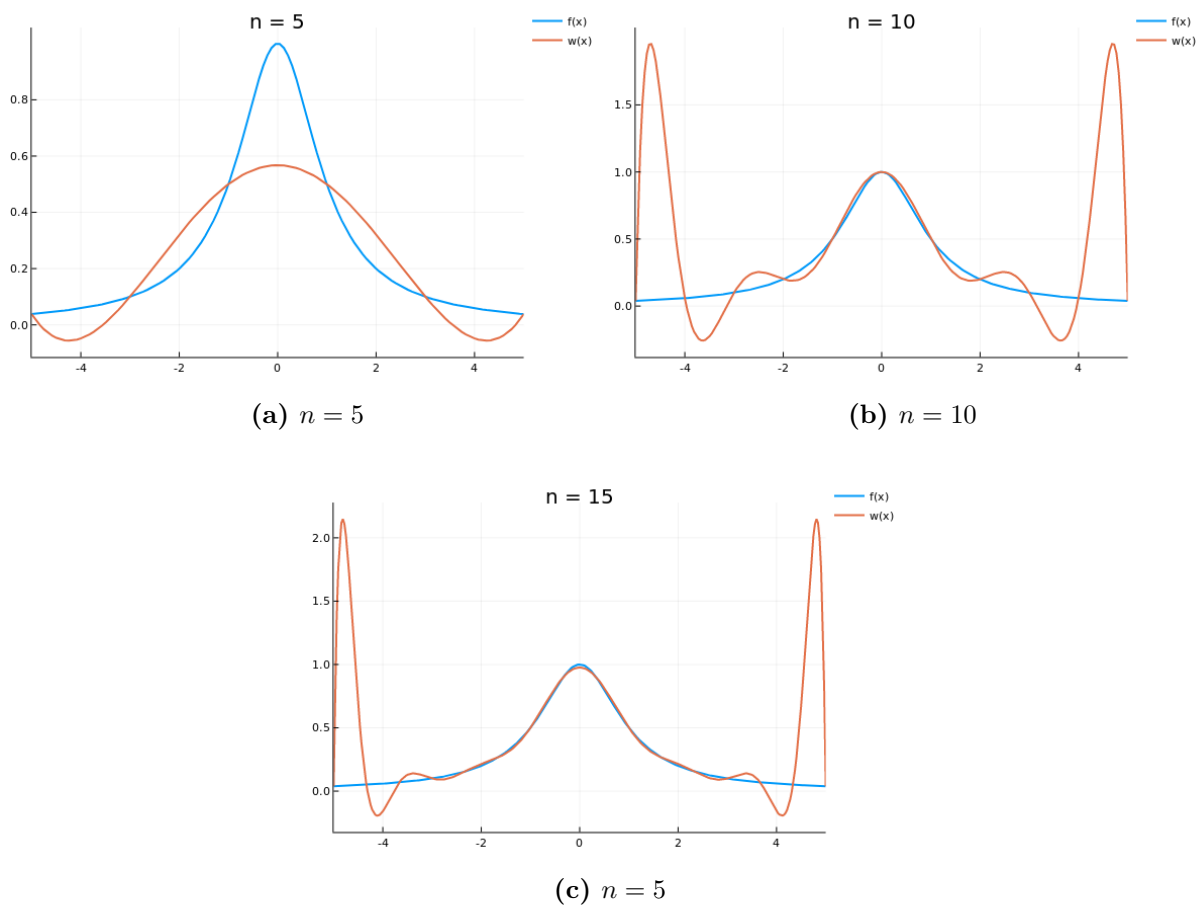 n = 5
f(x)
w(x)
0.8
0.6
0.4
0.2
0.0
-4 -2 0 2 4
(a) n = 5
n = 10
f(x)
w(x)
1.5
1.0
0.5
0.0
-4 -2 0 2 4
(b) n = 10
n = 15
f(x)
w(x)
2.0
1.5
1.0
0.5
0.0
-4 -2 0 2 4
(c) n = 5